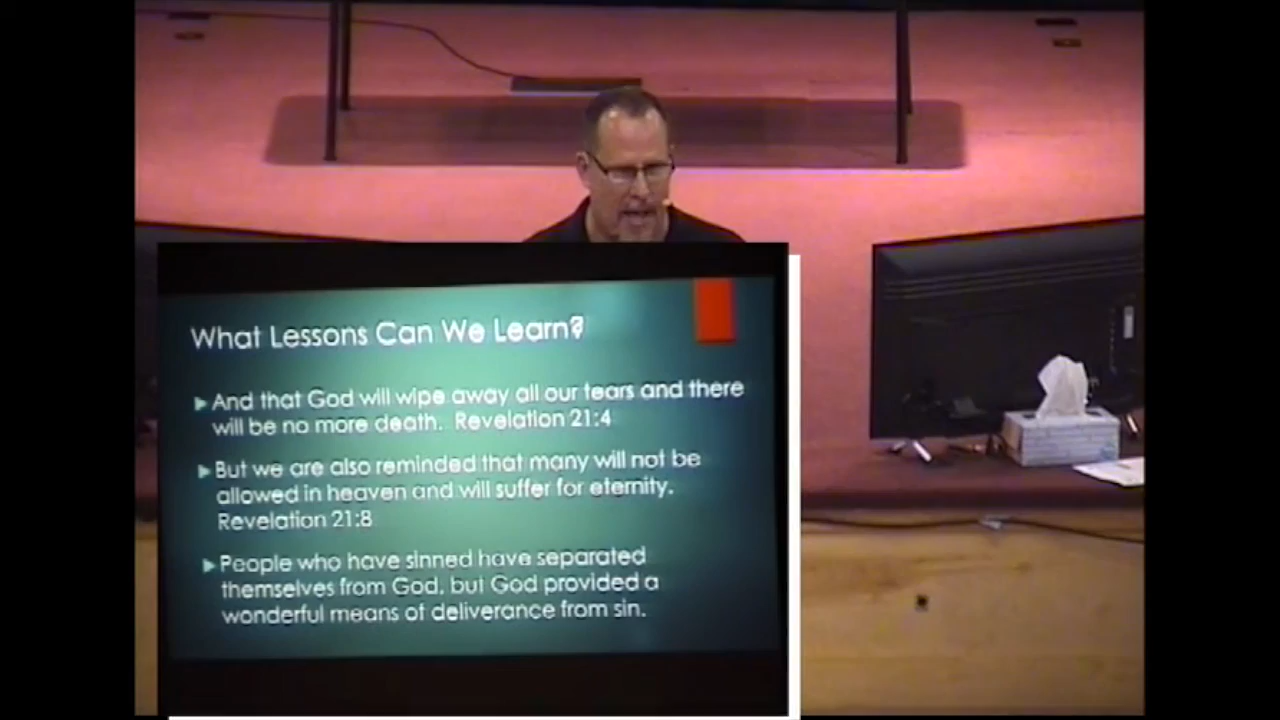 What Lessons Can We Learn?
And that God will wipe away all our tears and there
will be no more death. Revelation 21:4
But we are also reminded that many will not be
allowed in heaven and will suffer for eternity.
Revelation 21:8
People who have sinned have separated
themselves from God, but God provided a
wonderful means of deliverance from sin.